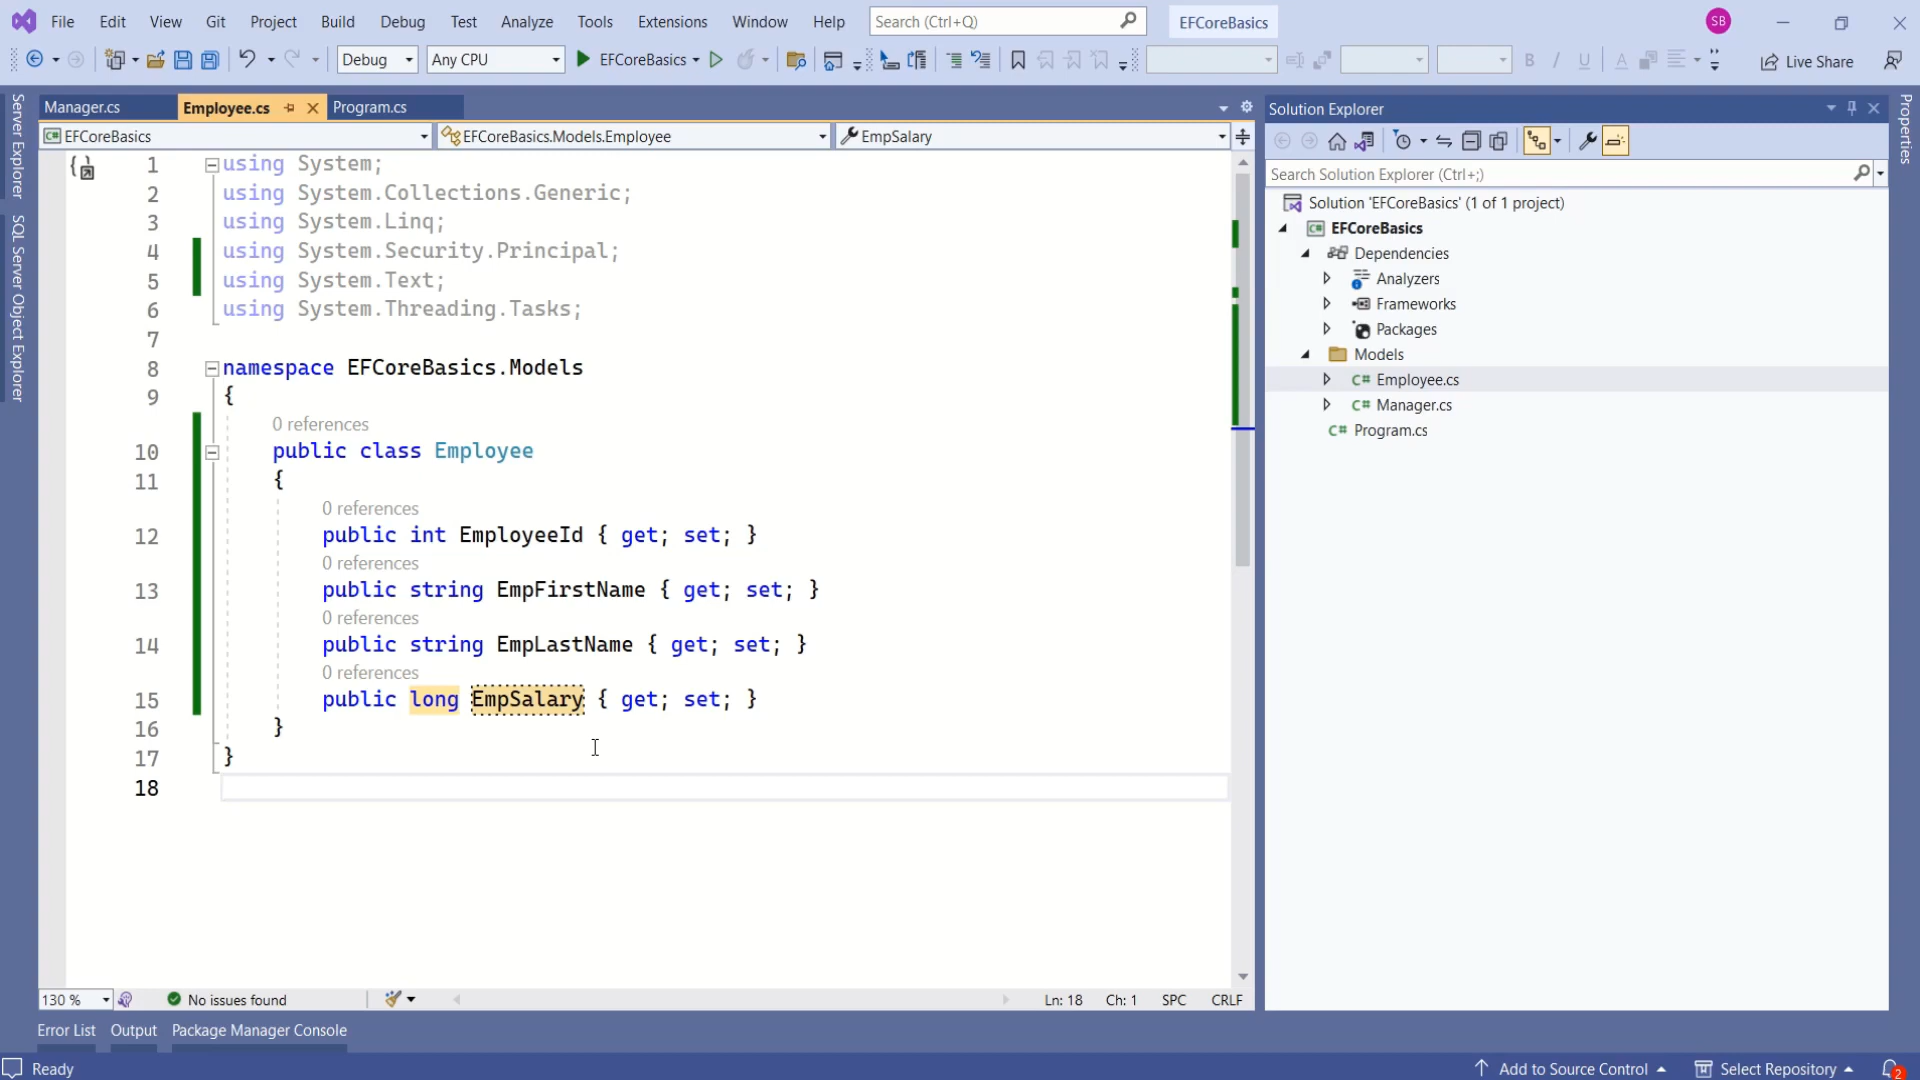 File Edit View Git Project Build Debug Test Analyze Tools Extensions Window Help Search (Ctrl+Q) EFCoreBasics SB
Debug Any CPU EFCoreBasics Live Share
Manager.cs Employee.cs Program.cs
EFCoreBasics EFCoreBasics.Models.Employee EmpSalary
Server Explorer
SQL Server Object Explorer
1 using System;
2 using System.Collections.Generic;
3 using System.Linq;
4 using System.Security.Principal;
5 using System.Text;
6 using System.Threading.Tasks;
7
8 namespace EFCoreBasics.Models
9 {
0 references
10 public class Employee
11 {
0 references
12 public int EmployeeId { get; set; }
0 references
13 public string EmpFirstName { get; set; }
0 references
14 public string EmpLastName { get; set; }
0 references
15 public long EmpSalary { get; set; }
16 }
17 }
18
130 % No issues found Ln: 18 Ch: 1 SPC CRLF
Solution Explorer
Search Solution Explorer (Ctrl+;)
Solution 'EFCoreBasics' (1 of 1 project)
C# EFCoreBasics
Dependencies
Analyzers
Frameworks
Packages
Models
C# Employee.cs
C# Manager.cs
C# Program.cs
Properties
Error List Output Package Manager Console
Ready Add to Source Control Select Repository 2